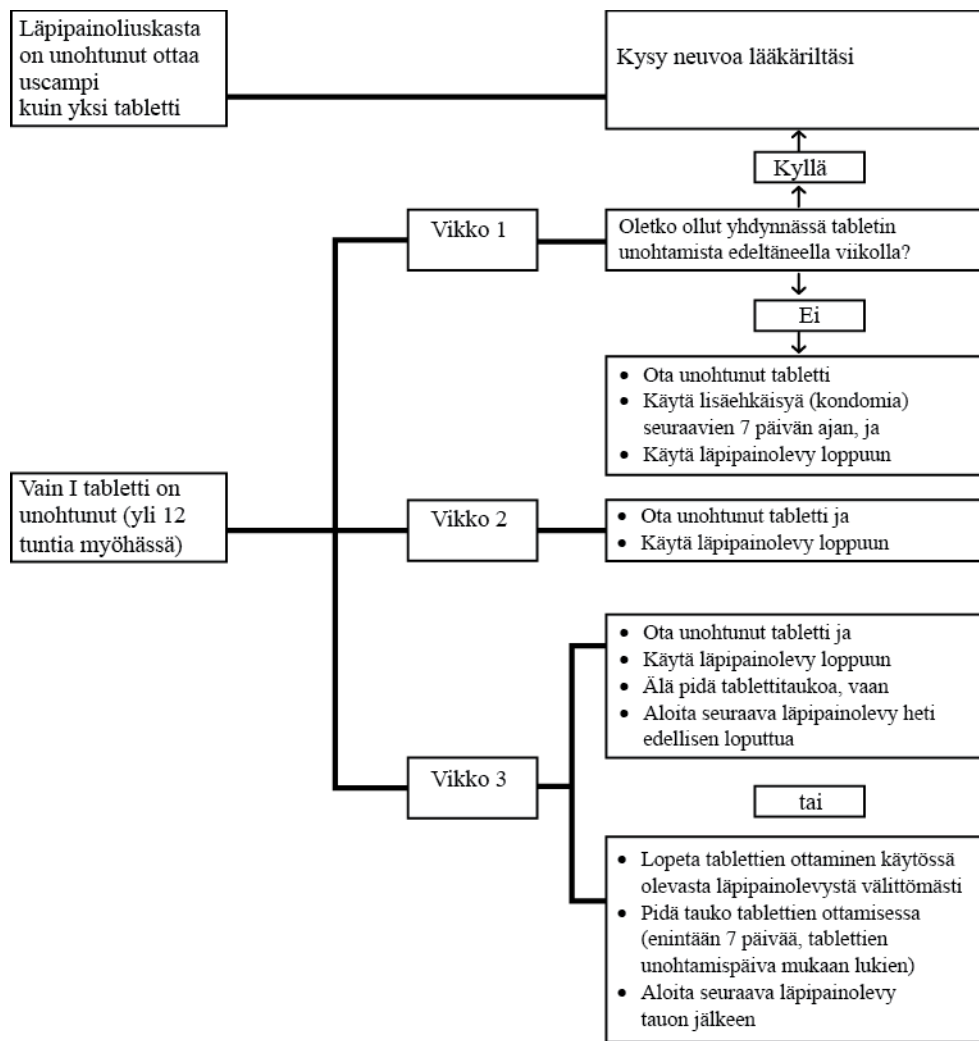 Läpipainoliuskasta
on unohtunut ottaa
uscampi
kuin yksi tabletti
Kysy neuvoa lääkäriltäsi
Kyllä
Vikko 1
Oletko ollut yhdynnässä tabletin
unohtamista edeltäneella viikolla?
Ei
• Ota unohtunut tabletti
• Käytä lisäehkäisyä (kondomia)
seuraavien 7 päivän ajan, ja
• Käytä läpipainolevy loppuun
Vain I tabletti on
unohtunut (yli 12
tuntia myöhässä)
Vikko 2
• Ota unohtunut tabletti ja
• Käytä läpipainolevy loppuun
• Ota unohtunut tabletti ja
• Käytä läpipainolevy loppuun
• Älä pidä tablettitaukoa, vaan
• Aloita seuraava läpipainolevy heti
edellisen loputtua
Vikko 3
tai
• Lopeta tablettien ottaminen käytössä
olevasta läpipainolevystä välittömästi
• Pidä tauko tablettien ottamisessa
(enintään 7 päivää, tablettien
unohtamispäiva mukaan lukien)
• Aloita seuraava läpipainolevy
tauon jälkeen